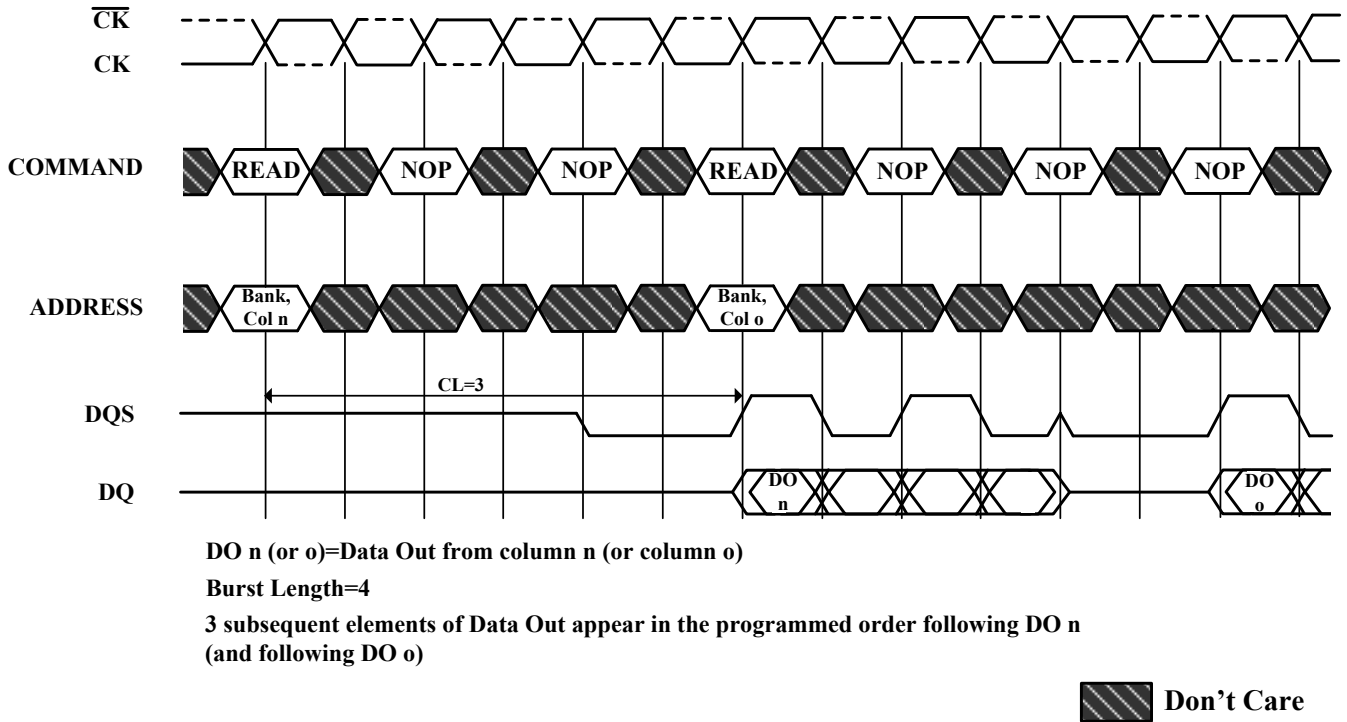 CK
CK
COMMAND READ NOP NOP READ NOP NOP NOP
ADDRESS Bank, Col n Bank, Col o
CL=3
DQS
DQ DO n DO o
DO n (or o)=Data Out from column n (or column o)
Burst Length=4
3 subsequent elements of Data Out appear in the programmed order following DO n
(and following DO o)
Don't Care